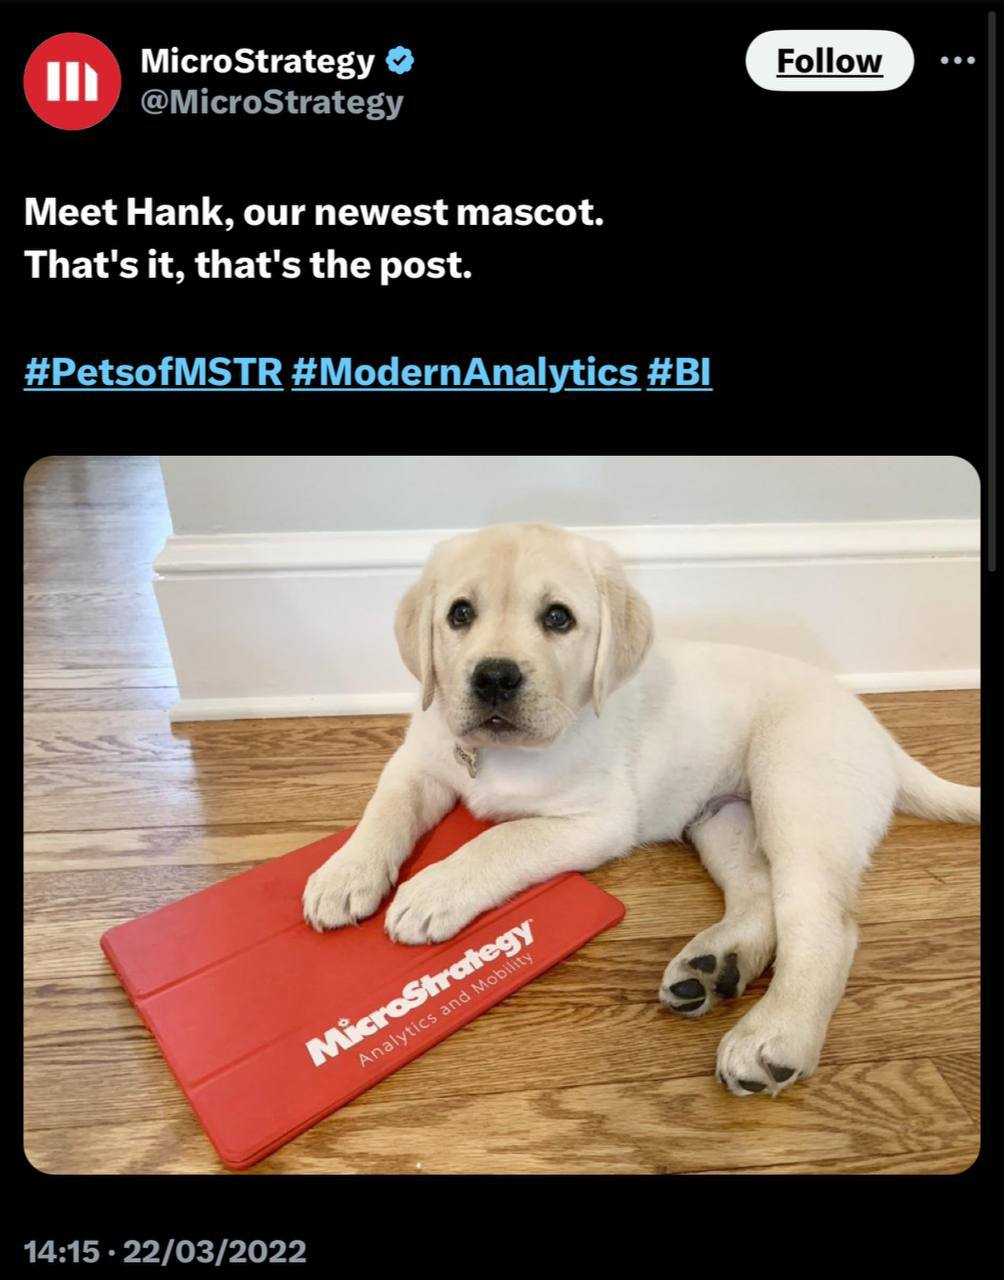 MicroStrategy
Follow
@MicroStrategy
Meet Hank, our newest mascot.
That's it, that's the post.
#PetsofMSTR #ModernAnalytics #BI
MicroStrategy
Analytics and Mobility
14:15 · 22/03/2022